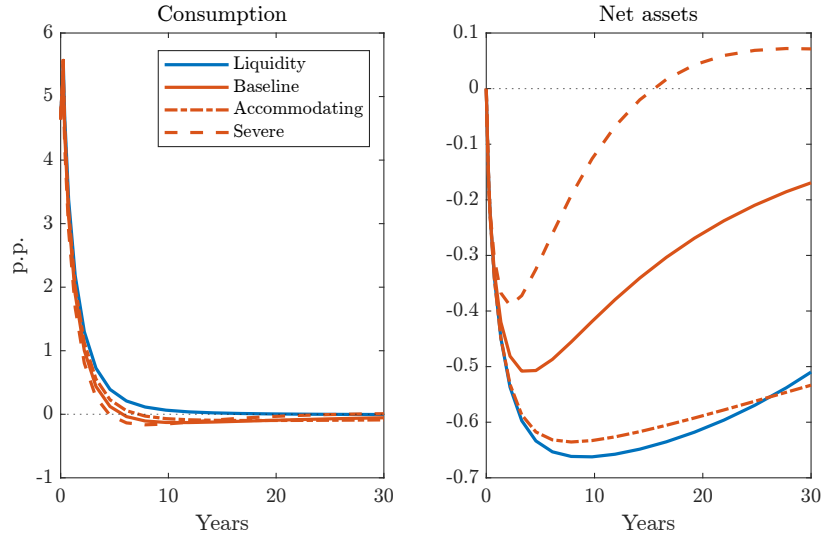 Consumption
6
5
4
3
2
1
0
-1
p.p.
0
10
20
30
Years
Liquidity
Baseline
Accommodating
Severe
Net assets
0.1
0
-0.1
-0.2
-0.3
-0.4
-0.5
-0.6
-0.7
0
10
20
30
Years